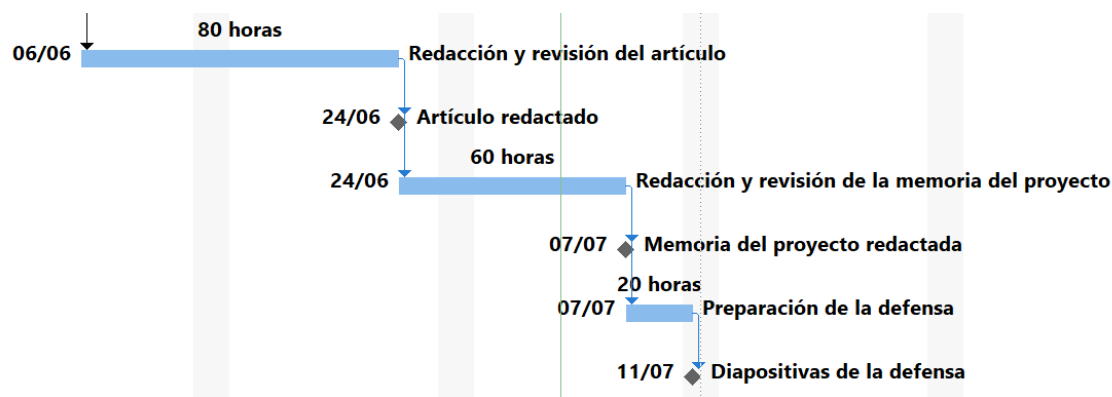 80 horas
06/06 Redacción y revisión del artículo
24/06 Artículo redactado
60 horas
24/06 Redacción y revisión de la memoria del proyecto
07/07 Memoria del proyecto redactada
20 horas
07/07 Preparación de la defensa
11/07 Diapositivas de la defensa